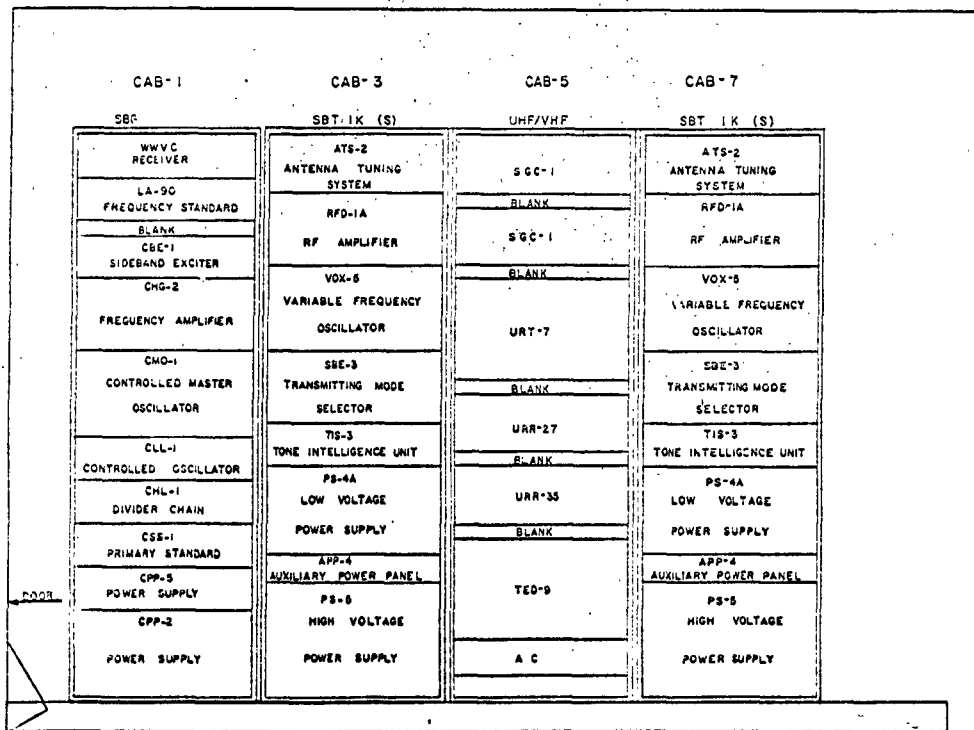 CAB-1
SBG
WWVC
RECEIVER
LA-90
FREQUENCY STANDARD
BLANK
CBE-1
SIDEBAND EXCITER
CHG-2
FREQUENCY AMPLIFIER
CMO-1
CONTROLLED MASTER
OSCILLATOR
CLL-1
CONTROLLED OSCILLATOR
CHL-1
DIVIDER CHAIN
CSS-1
PRIMARY STANDARD
CPP-5
POWER SUPPLY
CPP-2
POWER SUPPLY
DOOR
CAB-3
SBT 1K (S)
ATS-2
ANTENNA TUNING
SYSTEM
RFD-1A
RF AMPLIFIER
VOX-5
VARIABLE FREQUENCY
OSCILLATOR
SBE-3
TRANSMITTING MODE
SELECTOR
TIS-3
TONE INTELLIGENCE UNIT
PS-4A
LOW VOLTAGE
POWER SUPPLY
APP-4
AUXILIARY POWER PANEL
PS-5
HIGH VOLTAGE
POWER SUPPLY
CAB-5
UHF/VHF
SGC-1
BLANK
SGC-1
BLANK
URT-7
BLANK
URR-27
BLANK
URR-35
BLANK
TED-9
A C
CAB-7
SBT 1K (S)
ATS-2
ANTENNA TUNING
SYSTEM
RFD-1A
RF AMPLIFIER
VOX-5
VARIABLE FREQUENCY
OSCILLATOR
SBE-3
TRANSMITTING MODE
SELECTOR
TIS-3
TONE INTELLIGENCE UNIT
PS-4A
LOW VOLTAGE
POWER SUPPLY
APP-4
AUXILIARY POWER PANEL
PS-5
HIGH VOLTAGE
POWER SUPPLY